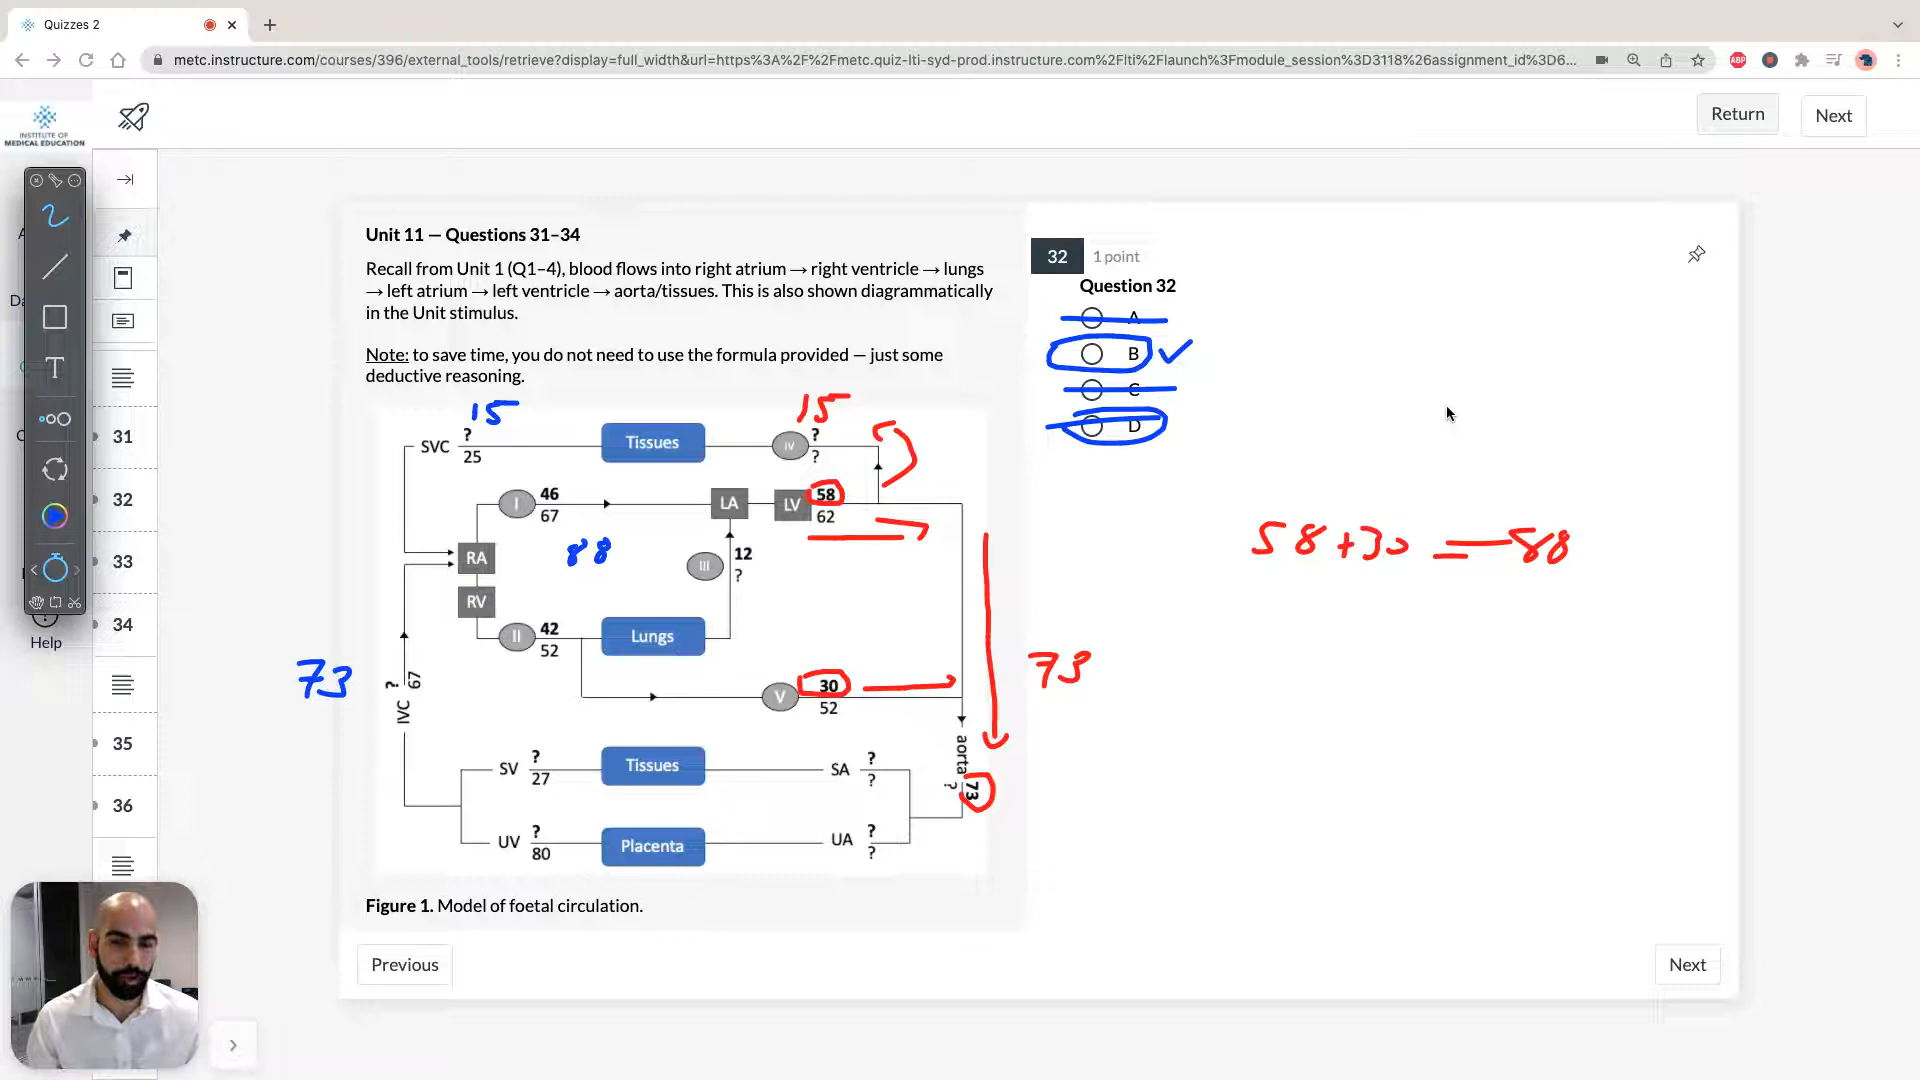 Quizzes 2
metc.instructure.com/courses/396/external_tools/retrieve?display=full_width&url=https%3A%2F%2Fmetc.quiz-lti-syd-prod.instructure.com%2Flti%2Flaunch%3Fmodule_session%3D3118%26assignment_id%3D6...
ABP
INSTITUTE OF
MEDICAL EDUCATION
Return
Next
Unit 11 — Questions 31–34
Recall from Unit 1 (Q1–4), blood flows into right atrium → right ventricle → lungs
→ left atrium → left ventricle → aorta/tissues. This is also shown diagrammatically
in the Unit stimulus.
Note: to save time, you do not need to use the formula provided — just some
deductive reasoning.
32
1 point
Question 32
A
B
C
D
15
15
SVC
?
25
Tissues
IV
?
?
I
46
67
LA
LV
58
62
88
RA
III
12
?
RV
II
42
52
Lungs
58+30 = 88
73
IVC
?
67
V
30
52
73
SV
?
27
Tissues
SA
?
?
aorta
73
?
UV
?
80
Placenta
UA
?
?
Figure 1. Model of foetal circulation.
31
32
33
34
35
36
T
Help
Previous
Next